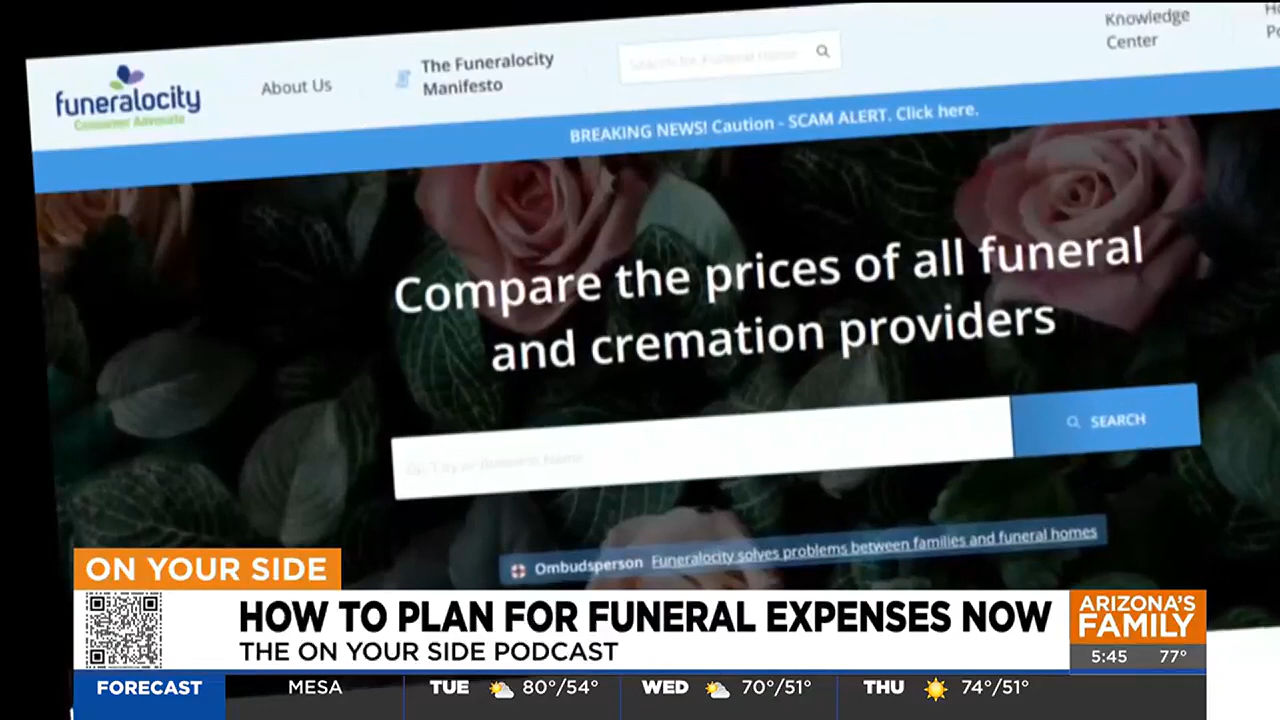 funeralocity
Consumer Advocate
About Us
The Funeralocity
Manifesto
Knowledge
Center
BREAKING NEWS! Caution - SCAM ALERT. Click here.
Compare the prices of all funeral
and cremation providers
SEARCH
Ombudsperson Funeralocity solves problems between families and funeral homes
ON YOUR SIDE
HOW TO PLAN FOR FUNERAL EXPENSES NOW
THE ON YOUR SIDE PODCAST
ARIZONA'S
FAMILY
5:45 77°
FORECAST MESA TUE 80°/54° WED 70°/51° THU 74°/51°